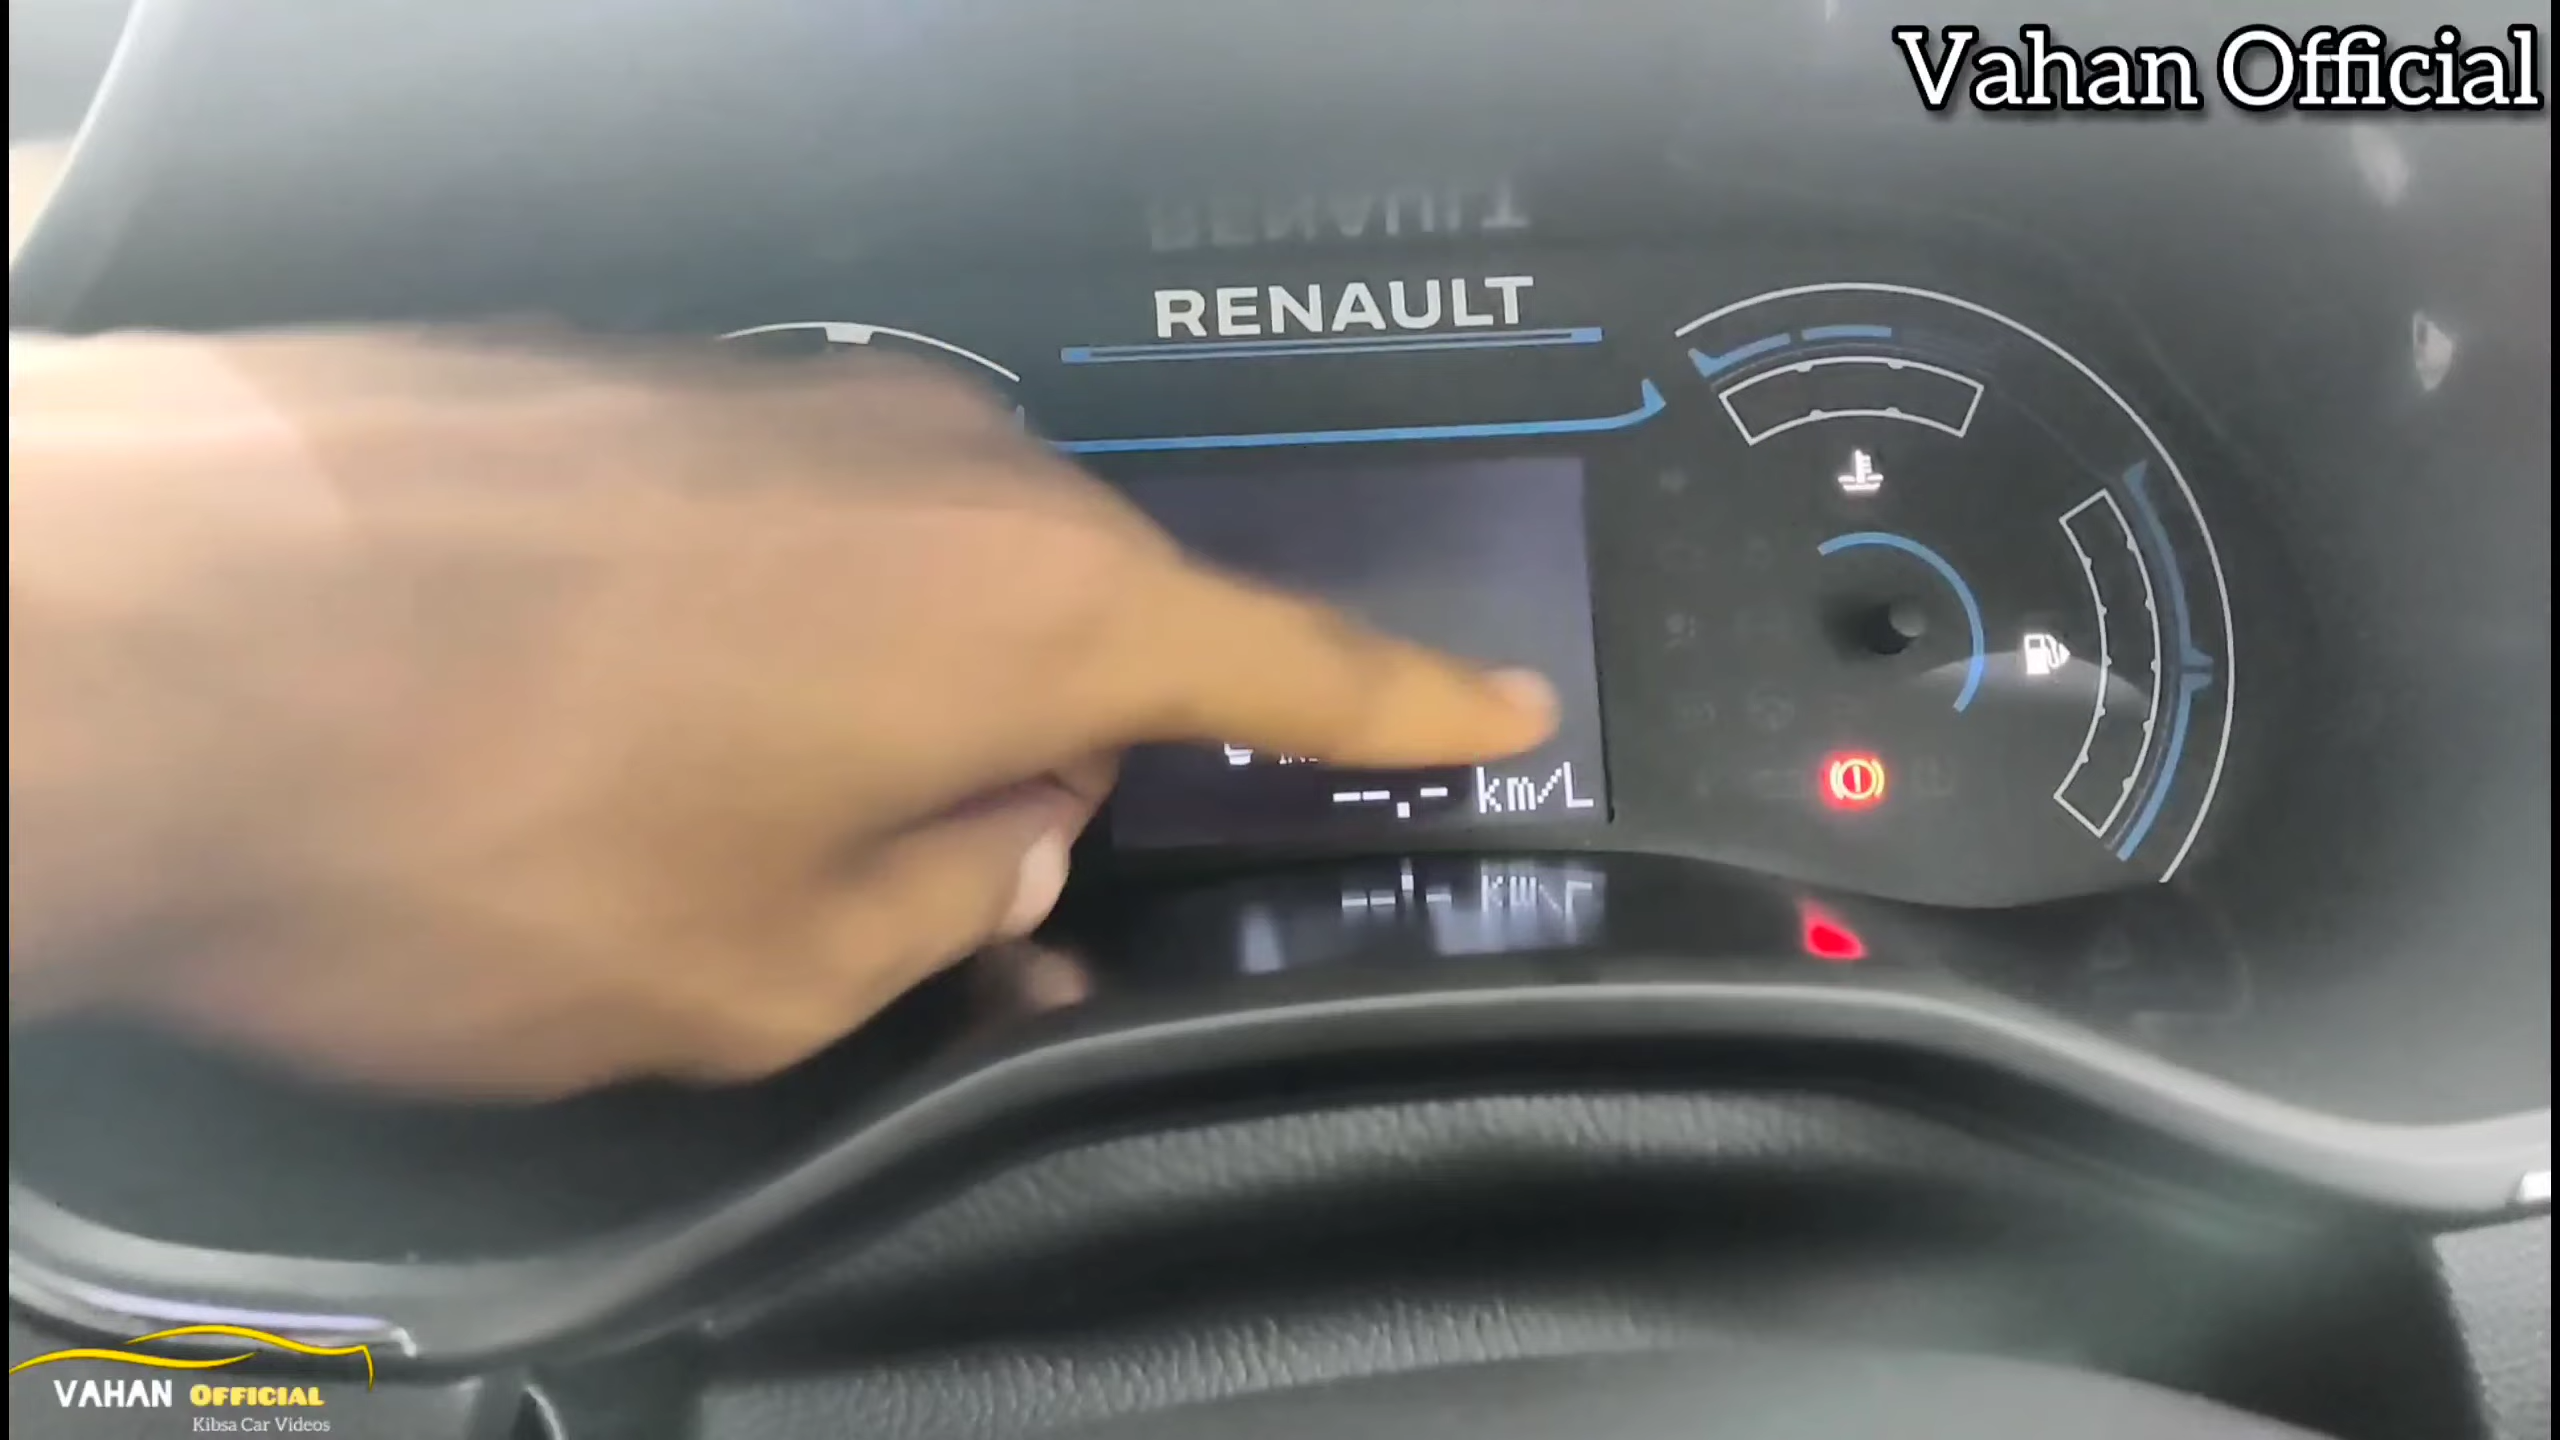 Vahan Official
RENAULT
--.- km/L
VAHAN OFFICIAL
Kibsa Car Videos